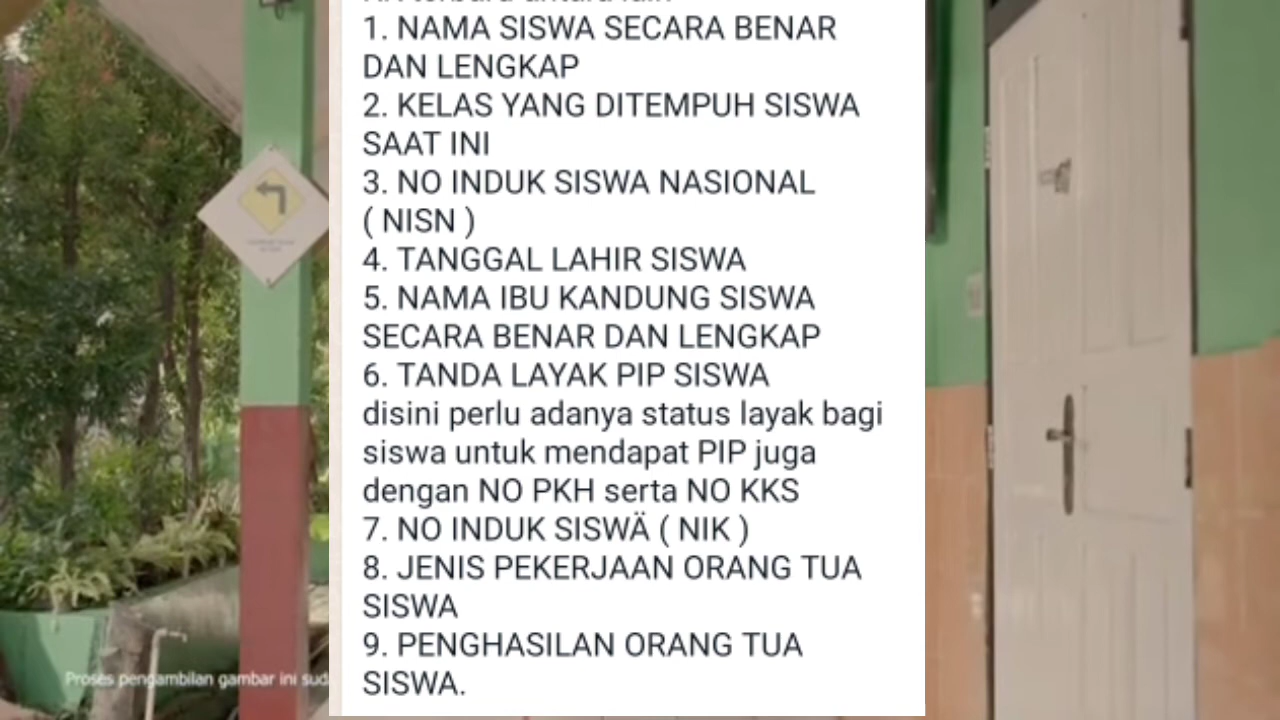 1. NAMA SISWA SECARA BENAR
DAN LENGKAP
2. KELAS YANG DITEMPUH SISWA
SAAT INI
3. NO INDUK SISWA NASIONAL
( NISN )
4. TANGGAL LAHIR SISWA
5. NAMA IBU KANDUNG SISWA
SECARA BENAR DAN LENGKAP
6. TANDA LAYAK PIP SISWA
disini perlu adanya status layak bagi
siswa untuk mendapat PIP juga
dengan NO PKH serta NO KKS
7. NO INDUK SISWÄ ( NIK )
8. JENIS PEKERJAAN ORANG TUA
SISWA
9. PENGHASILAN ORANG TUA
SISWA.
Proses pengambilan gambar ini